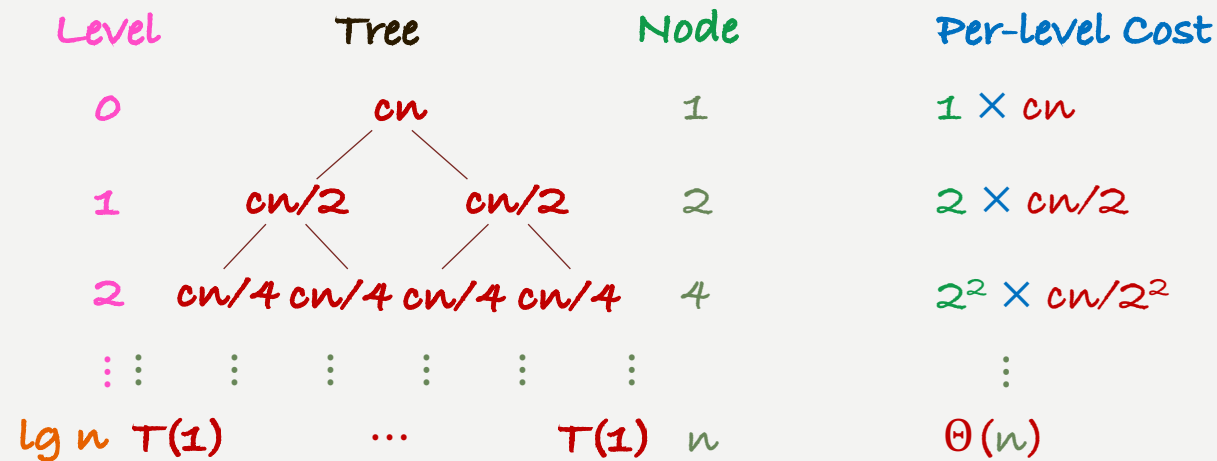 Level Tree Node Per-level Cost
0 cn 1 1 × cn
1 cn/2 cn/2 2 2 × cn/2
2 cn/4 cn/4 cn/4 cn/4 4 2² × cn/2²
⋮ ⋮ ⋮ ⋮ ⋮ ⋮ ⋮ ⋮
lg n T(1) ⋯ T(1) n Θ(n)